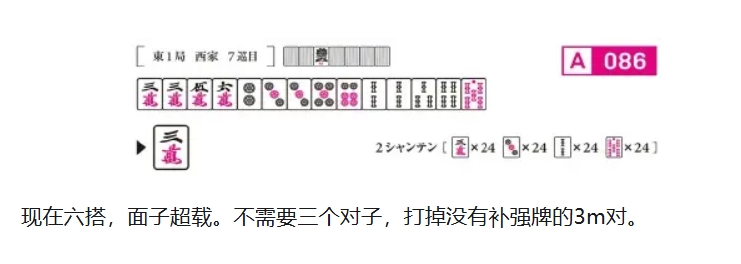 [ 東1局 西家 7巡目 ]
A 086
三萬 三萬 伍萬 六萬
三萬
2シャンテン [ ×24 ×24 ×24 ×24 ]
现在六搭，面子超载。不需要三个对子，打掉没有补强牌的3m对。